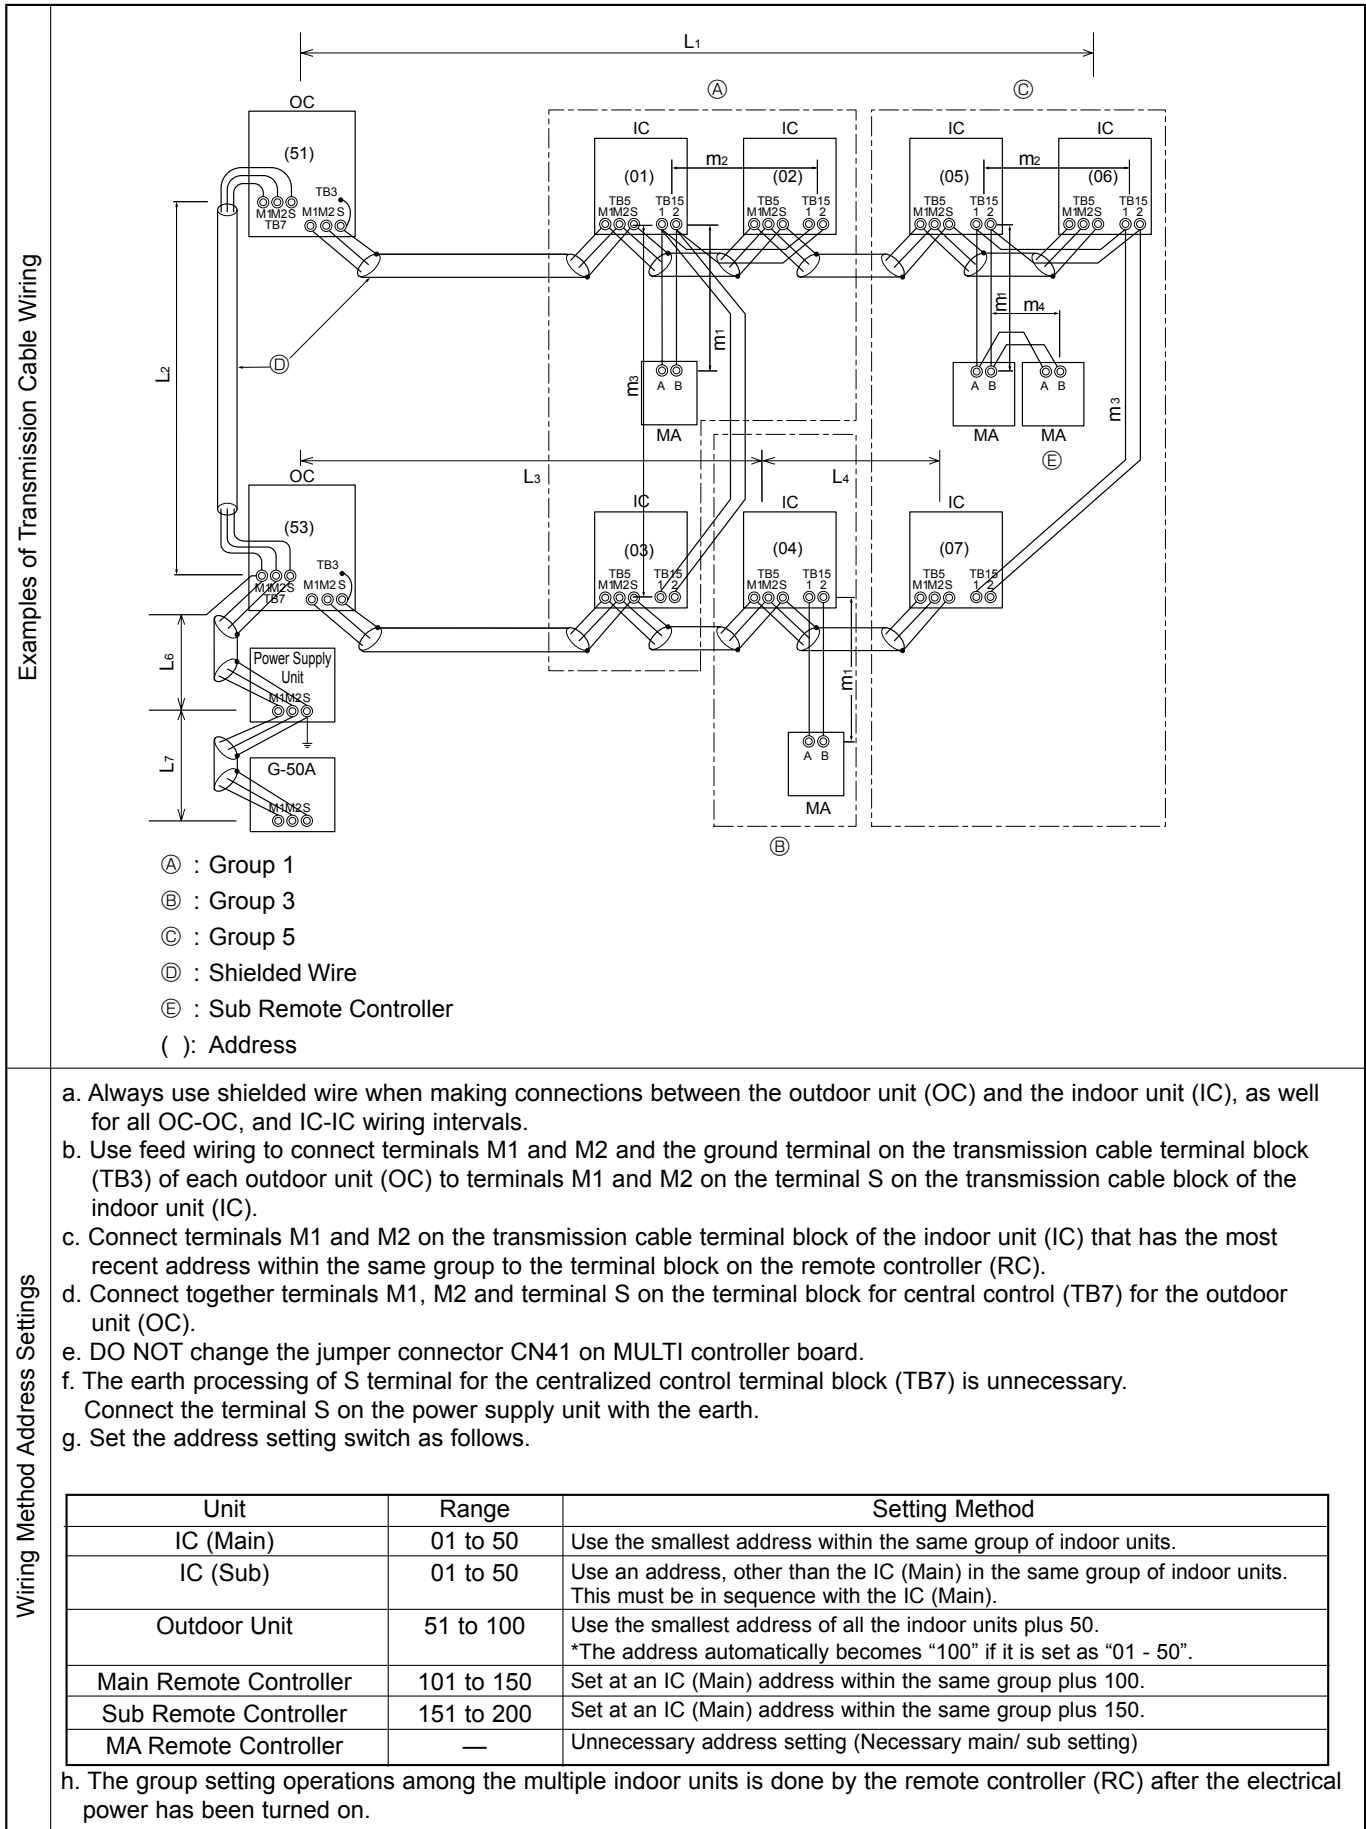 Examples of Transmission Cable Wiring
L1
Ⓐ
Ⓒ
OC
(51)
TB3
M1M2S
TB7
M1M2 S
IC
(01)
TB5
M1M2S
TB15
1 2
m2
IC
(02)
TB5
M1M2S
TB15
1 2
IC
(05)
TB5
M1M2S
TB15
1 2
m2
IC
(06)
TB5
M1M2S
TB15
1 2
L2
Ⓓ
m3
m1
A B
MA
m1
m4
A B
MA
A B
MA
Ⓔ
m3
L3
L4
OC
(53)
TB3
M1M2S
TB7
M1M2 S
IC
(03)
TB5
M1M2S
TB15
1 2
IC
(04)
TB5
M1M2S
TB15
1 2
IC
(07)
TB5
M1M2S
TB15
1 2
L6
Power Supply
Unit
M1M2S
L7
G-50A
M1M2S
m1
A B
MA
Ⓑ
Ⓐ : Group 1
Ⓑ : Group 3
Ⓒ : Group 5
Ⓓ : Shielded Wire
Ⓔ : Sub Remote Controller
( ): Address
Wiring Method Address Settings
a. Always use shielded wire when making connections between the outdoor unit (OC) and the indoor unit (IC), as well
for all OC-OC, and IC-IC wiring intervals.
b. Use feed wiring to connect terminals M1 and M2 and the ground terminal on the transmission cable terminal block
(TB3) of each outdoor unit (OC) to terminals M1 and M2 on the terminal S on the transmission cable block of the
indoor unit (IC).
c. Connect terminals M1 and M2 on the transmission cable terminal block of the indoor unit (IC) that has the most
recent address within the same group to the terminal block on the remote controller (RC).
d. Connect together terminals M1, M2 and terminal S on the terminal block for central control (TB7) for the outdoor
unit (OC).
e. DO NOT change the jumper connector CN41 on MULTI controller board.
f. The earth processing of S terminal for the centralized control terminal block (TB7) is unnecessary.
Connect the terminal S on the power supply unit with the earth.
g. Set the address setting switch as follows.
Unit Range Setting Method
IC (Main) 01 to 50 Use the smallest address within the same group of indoor units.
IC (Sub) 01 to 50 Use an address, other than the IC (Main) in the same group of indoor units.
This must be in sequence with the IC (Main).
Outdoor Unit 51 to 100 Use the smallest address of all the indoor units plus 50.
*The address automatically becomes “100” if it is set as “01 - 50”.
Main Remote Controller 101 to 150 Set at an IC (Main) address within the same group plus 100.
Sub Remote Controller 151 to 200 Set at an IC (Main) address within the same group plus 150.
MA Remote Controller — Unnecessary address setting (Necessary main/ sub setting)
h. The group setting operations among the multiple indoor units is done by the remote controller (RC) after the electrical
power has been turned on.